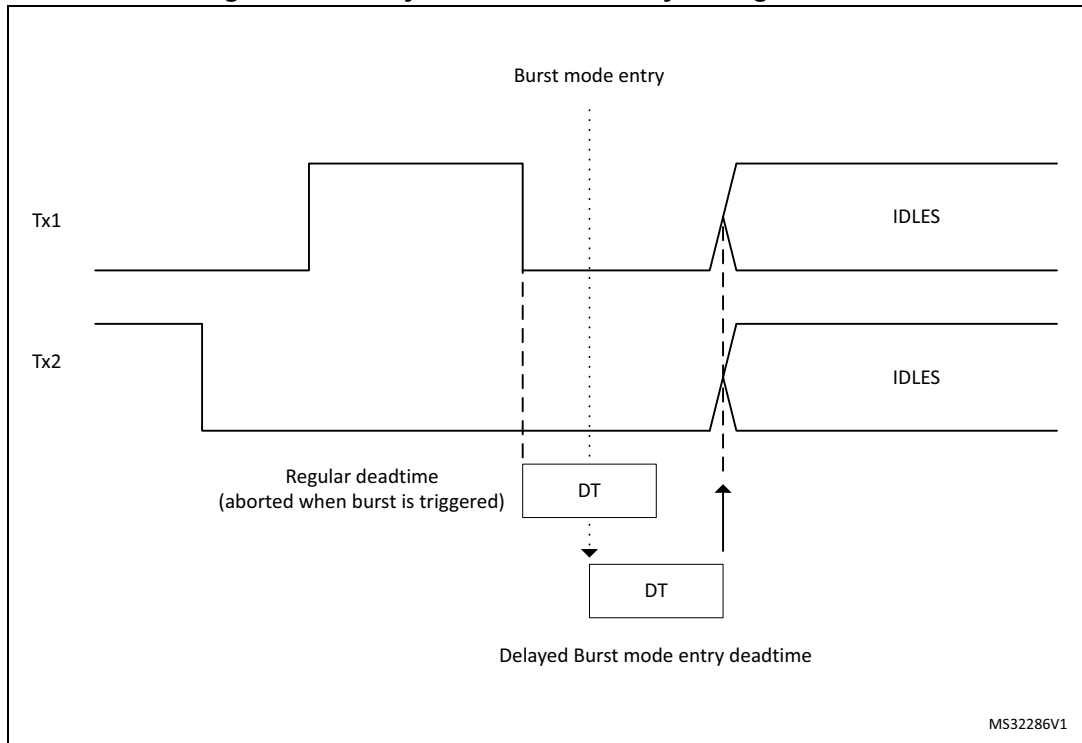 Burst mode entry
Tx1
IDLES
Tx2
IDLES
Regular deadtime
(aborted when burst is triggered)
DT
DT
Delayed Burst mode entry deadtime
MS32286V1